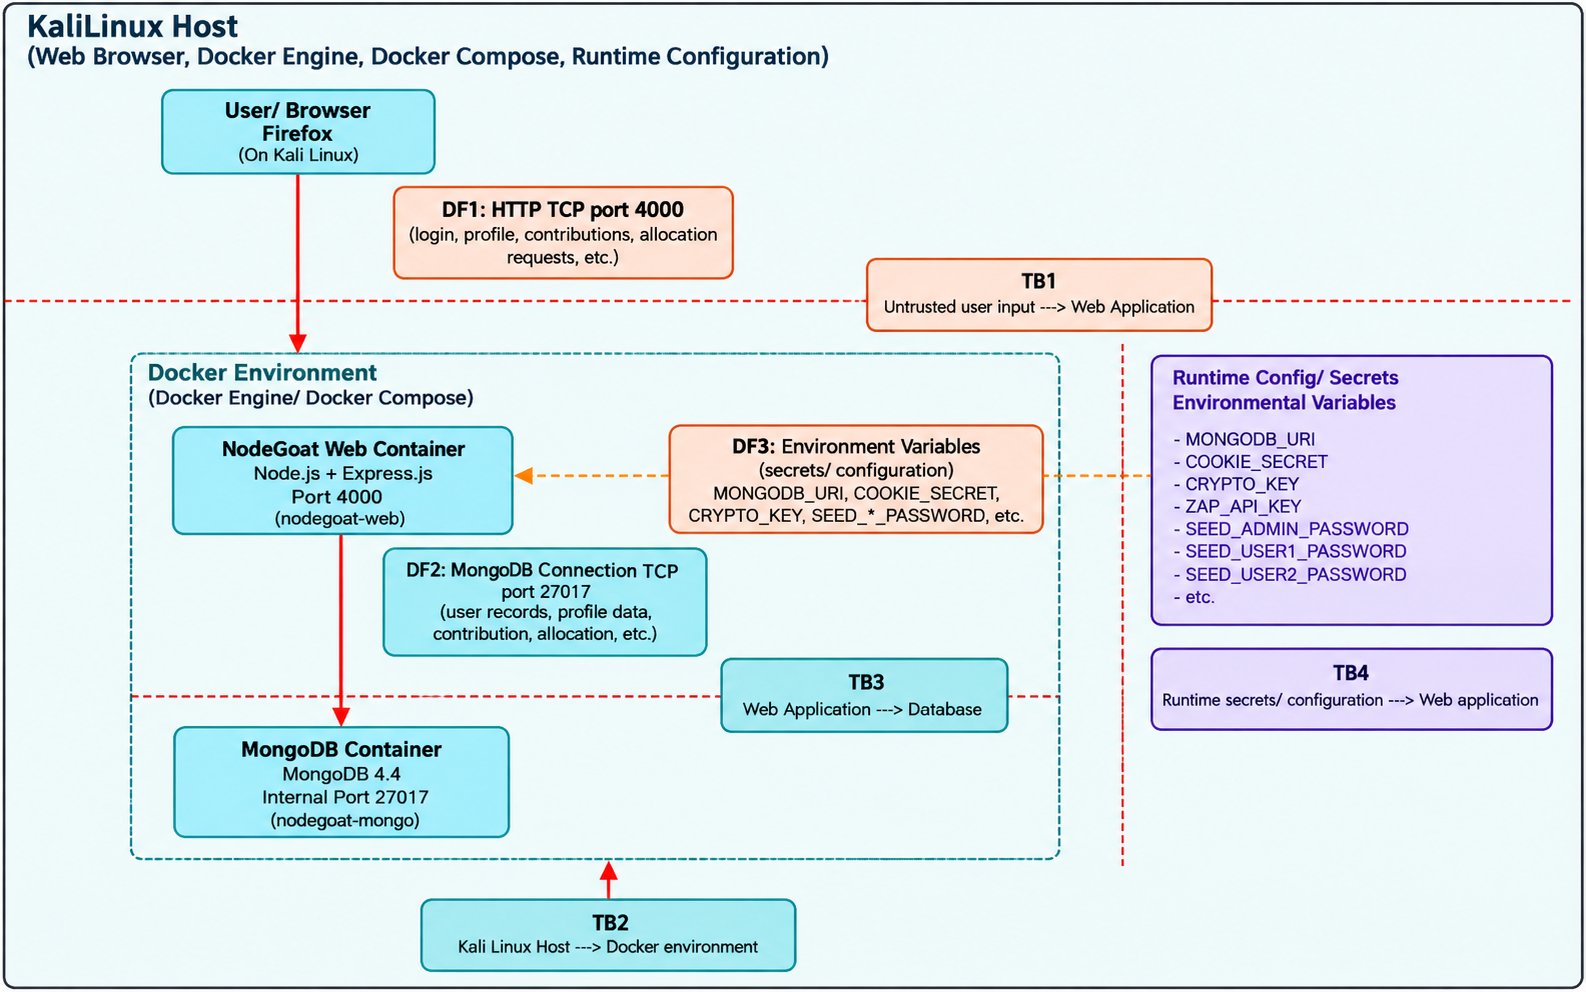 KaliLinux Host
(Web Browser, Docker Engine, Docker Compose, Runtime Configuration)
User/ Browser
Firefox
(On Kali Linux)
DF1: HTTP TCP port 4000
(login, profile, contributions, allocation
requests, etc.)
TB1
Untrusted user input ---> Web Application
Docker Environment
(Docker Engine/ Docker Compose)
NodeGoat Web Container
Node.js + Express.js
Port 4000
(nodegoat-web)
DF3: Environment Variables
(secrets/ configuration)
MONGODB_URI, COOKIE_SECRET,
CRYPTO_KEY, SEED_*_PASSWORD, etc.
Runtime Config/ Secrets
Environmental Variables
- MONGODB_URI
- COOKIE_SECRET
- CRYPTO_KEY
- ZAP_API_KEY
- SEED_ADMIN_PASSWORD
- SEED_USER1_PASSWORD
- SEED_USER2_PASSWORD
- etc.
DF2: MongoDB Connection TCP
port 27017
(user records, profile data,
contribution, allocation, etc.)
TB3
Web Application ---> Database
TB4
Runtime secrets/ configuration ---> Web application
MongoDB Container
MongoDB 4.4
Internal Port 27017
(nodegoat-mongo)
TB2
Kali Linux Host ---> Docker environment